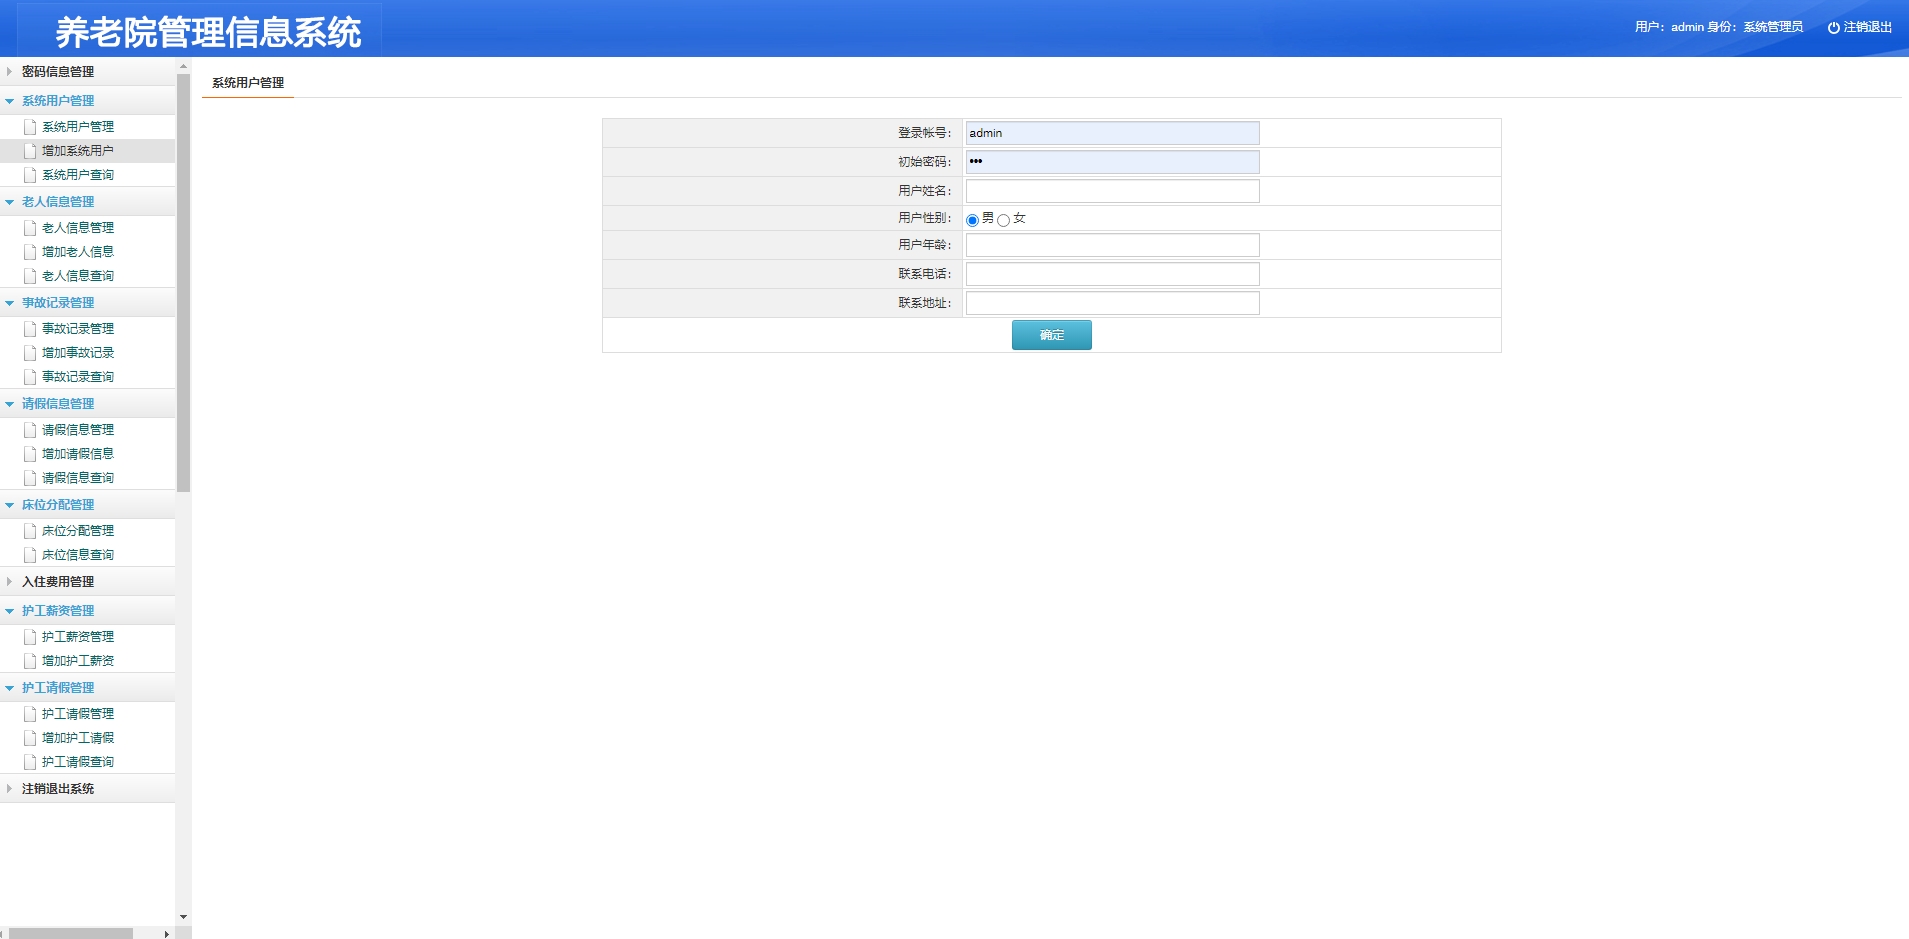 养老院管理信息系统
用户：admin 身份：系统管理员 注销退出
密码信息管理
系统用户管理
系统用户管理
增加系统用户
系统用户查询
老人信息管理
老人信息管理
增加老人信息
老人信息查询
事故记录管理
事故记录管理
增加事故记录
事故记录查询
请假信息管理
请假信息管理
增加请假信息
请假信息查询
床位分配管理
床位分配管理
床位信息查询
入住费用管理
护工薪资管理
护工薪资管理
增加护工薪资
护工请假管理
护工请假管理
增加护工请假
护工请假查询
注销退出系统
系统用户管理
登录帐号: admin
初始密码: •••
用户姓名:
用户性别: 男 女
用户年龄:
联系电话:
联系地址:
确定